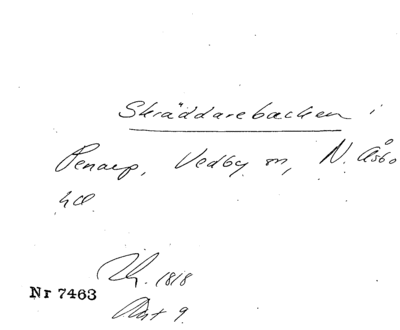 Skräddarebacken i
Penarp, Vedby sn, N. Åsbo
hd
1818
Nr 7463
Akt 9